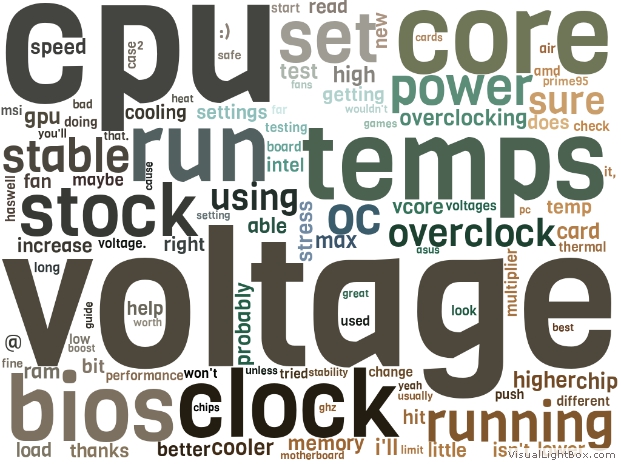 cpu
speed
case2
:)
safe
start read
set
new
core
cards
air
amd
prime95
msi
gpu
bad
doing
cooling
heat
settings
far
test
fans
high
getting
wouldn't
power
overclocking
games
sure
does check
you'll
that.
stable
fan
maybe
cause
run
testing
board
intel
temps
it,
haswell
stock
setting
using
able
stress
oc
max
vcore
voltages
pc
temp
increase
voltage.
right
overclock
asus
card
thermal
voltage
long
guide
help
worth
probably
great
used
look
multiplier
best
@
low
boost
fine
ram
bit
performance
won't
unless
tried
stability
change
yeah
usually
push
higher
chip
different
bios
clock
chips
ghz
hit
running
load
thanks
better
cooler
memory
motherboard
i'll
limit
little
isn't
lower
VisualLightBox.com